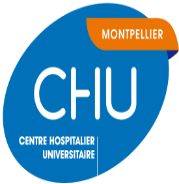 MONTPELLIER
CHU
CENTRE HOSPITALIER
UNIVERSITAIRE